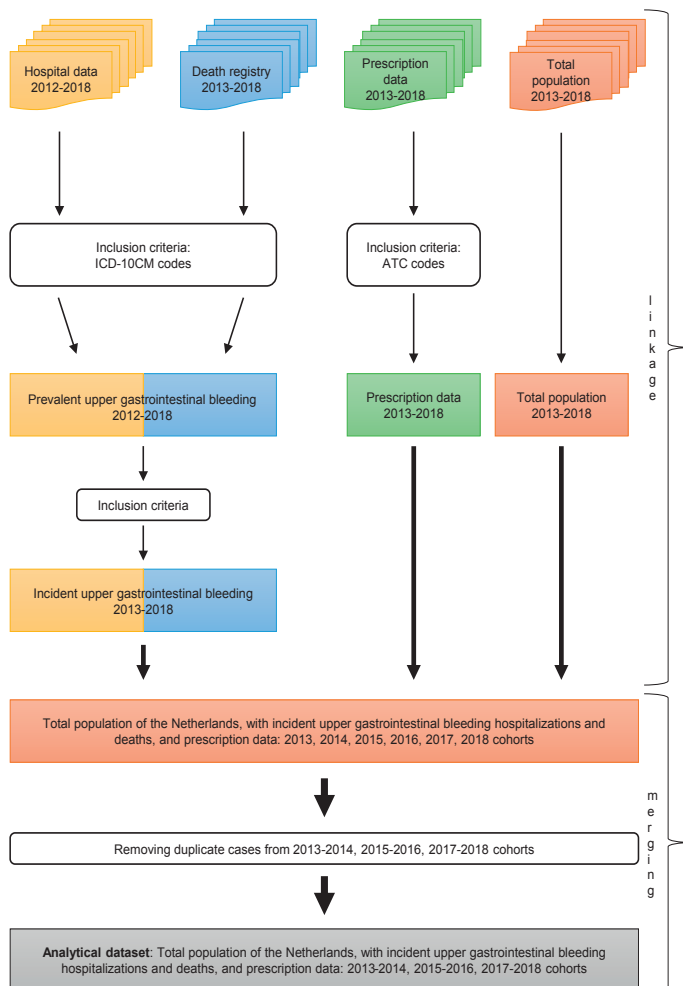 Hospital data
2012-2018
Death registry
2013-2018
Prescription
data
2013-2018
Total
population
2013-2018
Inclusion criteria:
ICD-10CM codes
Inclusion criteria:
ATC codes
Prevalent upper gastrointestinal bleeding
2012-2018
Prescription data
2013-2018
Total population
2013-2018
Inclusion criteria
Incident upper gastrointestinal bleeding
2013-2018
linkage
Total population of the Netherlands, with incident upper gastrointestinal bleeding hospitalizations and
deaths, and prescription data: 2013, 2014, 2015, 2016, 2017, 2018 cohorts
Removing duplicate cases from 2013-2014, 2015-2016, 2017-2018 cohorts
merging
Analytical dataset: Total population of the Netherlands, with incident upper gastrointestinal bleeding
hospitalizations and deaths, and prescription data: 2013-2014, 2015-2016, 2017-2018 cohorts